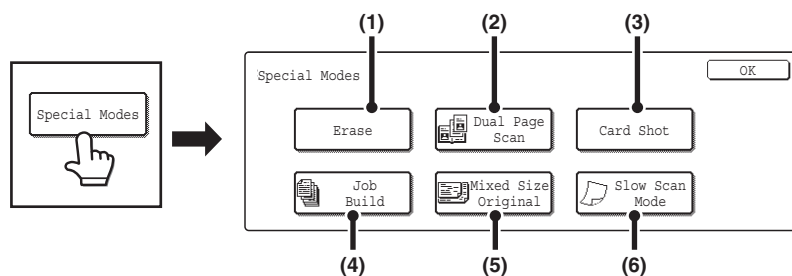 (1)
(2)
(3)
Special Modes
Special Modes
OK
Erase
Dual Page
Scan
Card Shot
Job
Build
Mixed Size
Original
Slow Scan
Mode
(4)
(5)
(6)